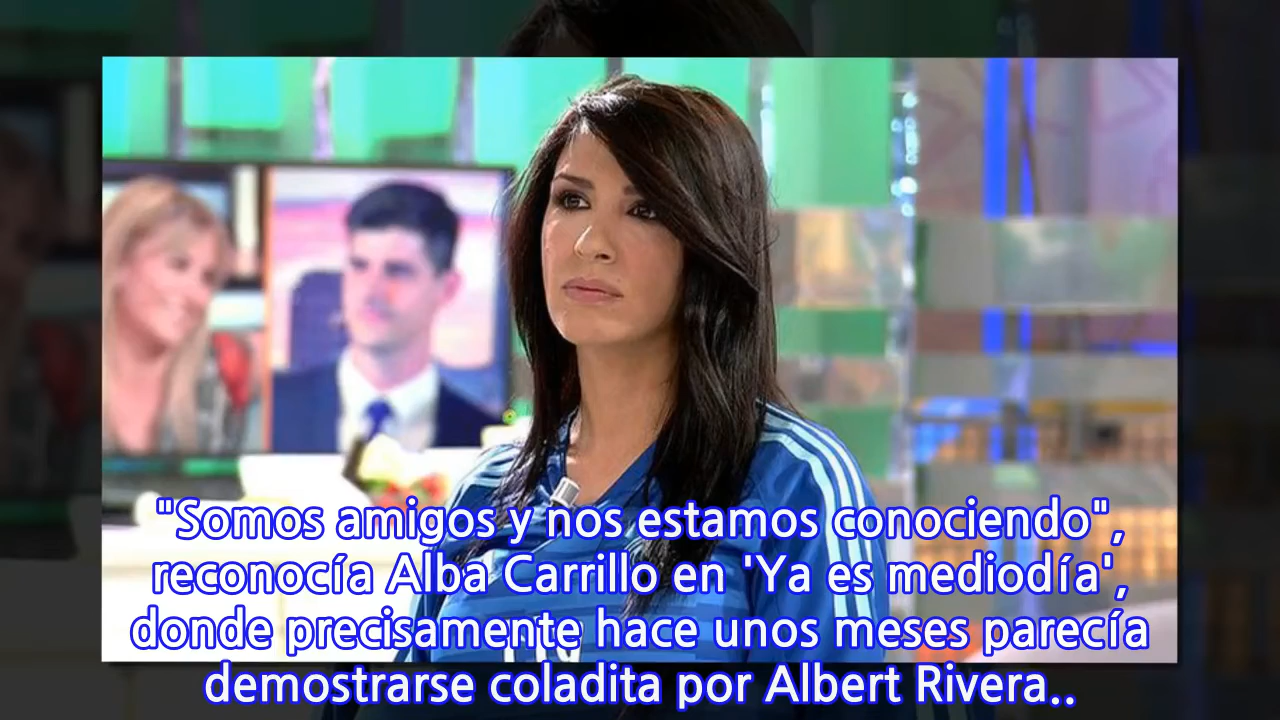 "Somos amigos y nos estamos conociendo",
reconocía Alba Carrillo en 'Ya es mediodía',
donde precisamente hace unos meses parecía
demostrarse coladita por Albert Rivera..